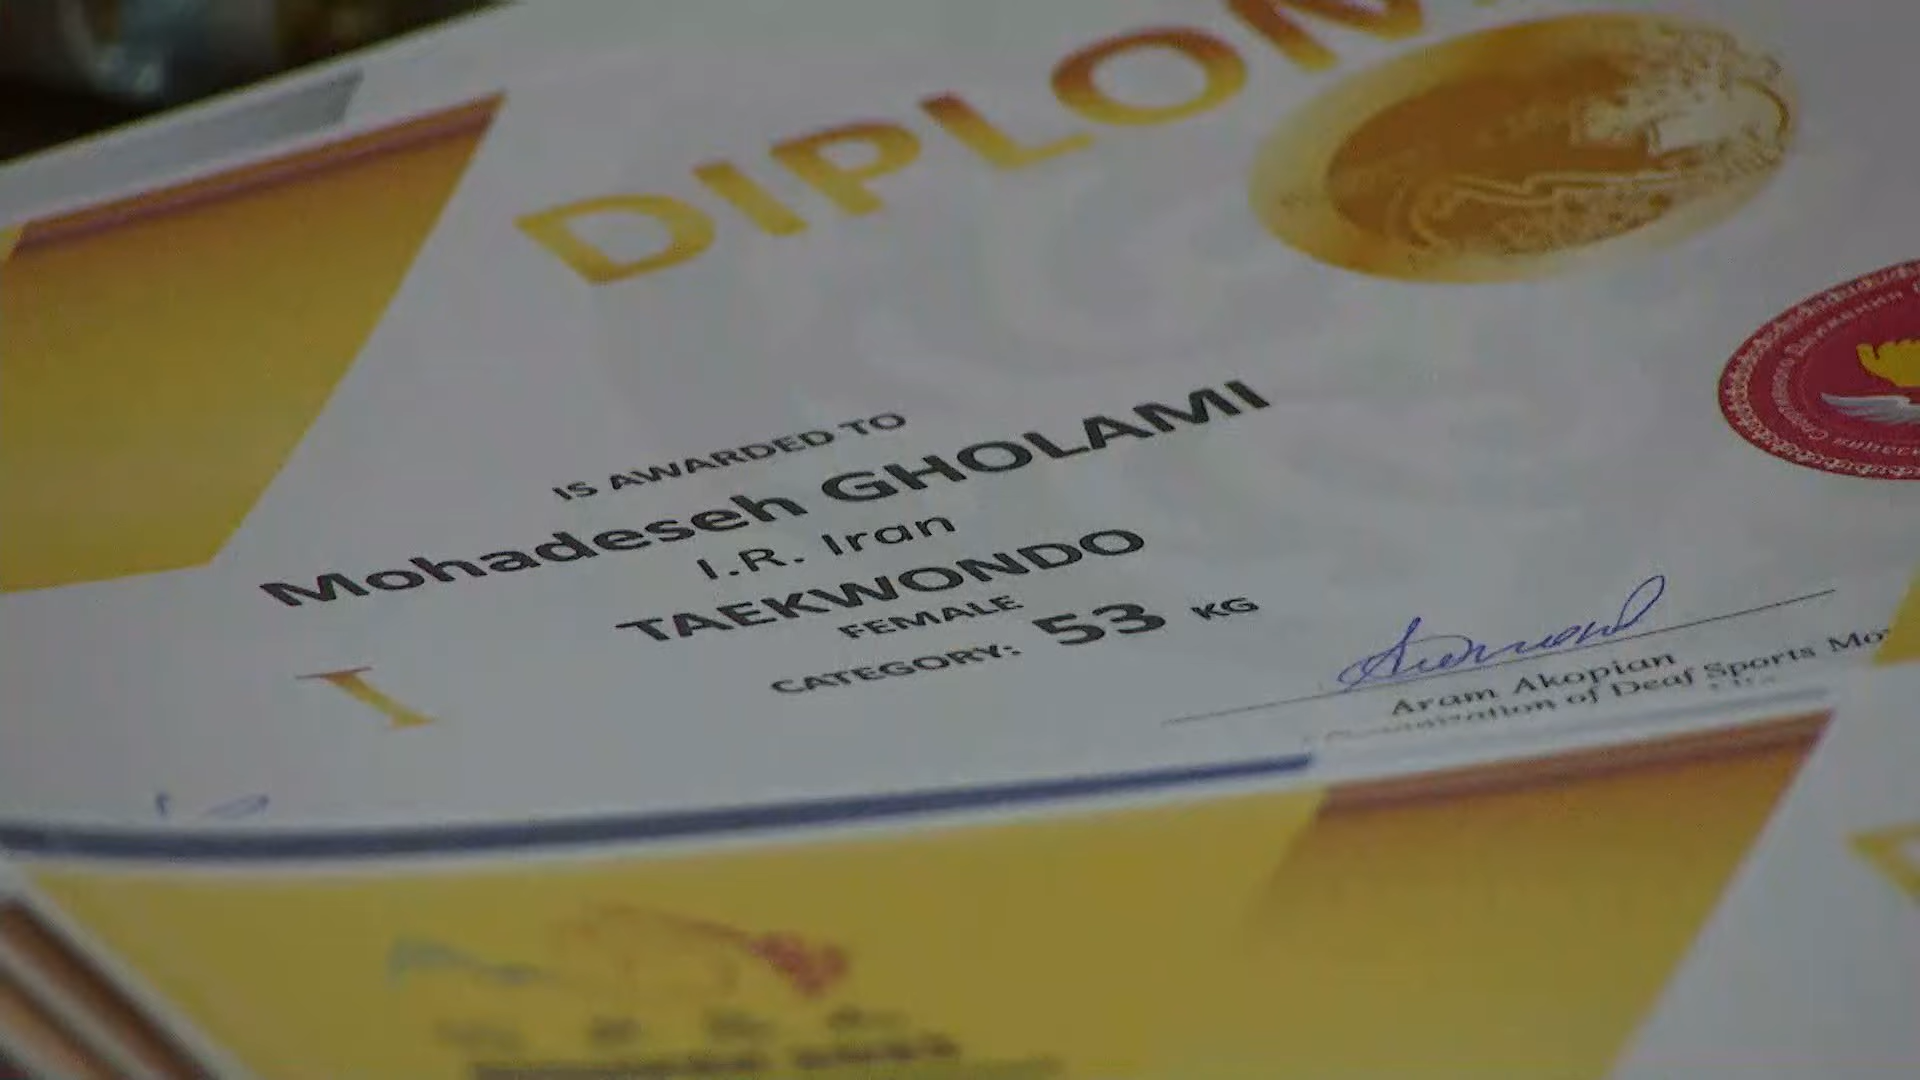 DIPLOM
IS AWARDED TO
Mohadeseh GHOLAMI
I.R. Iran
TAEKWONDO
FEMALE
CATEGORY: 53 KG
I
Aram Akopian
of Deaf Sports